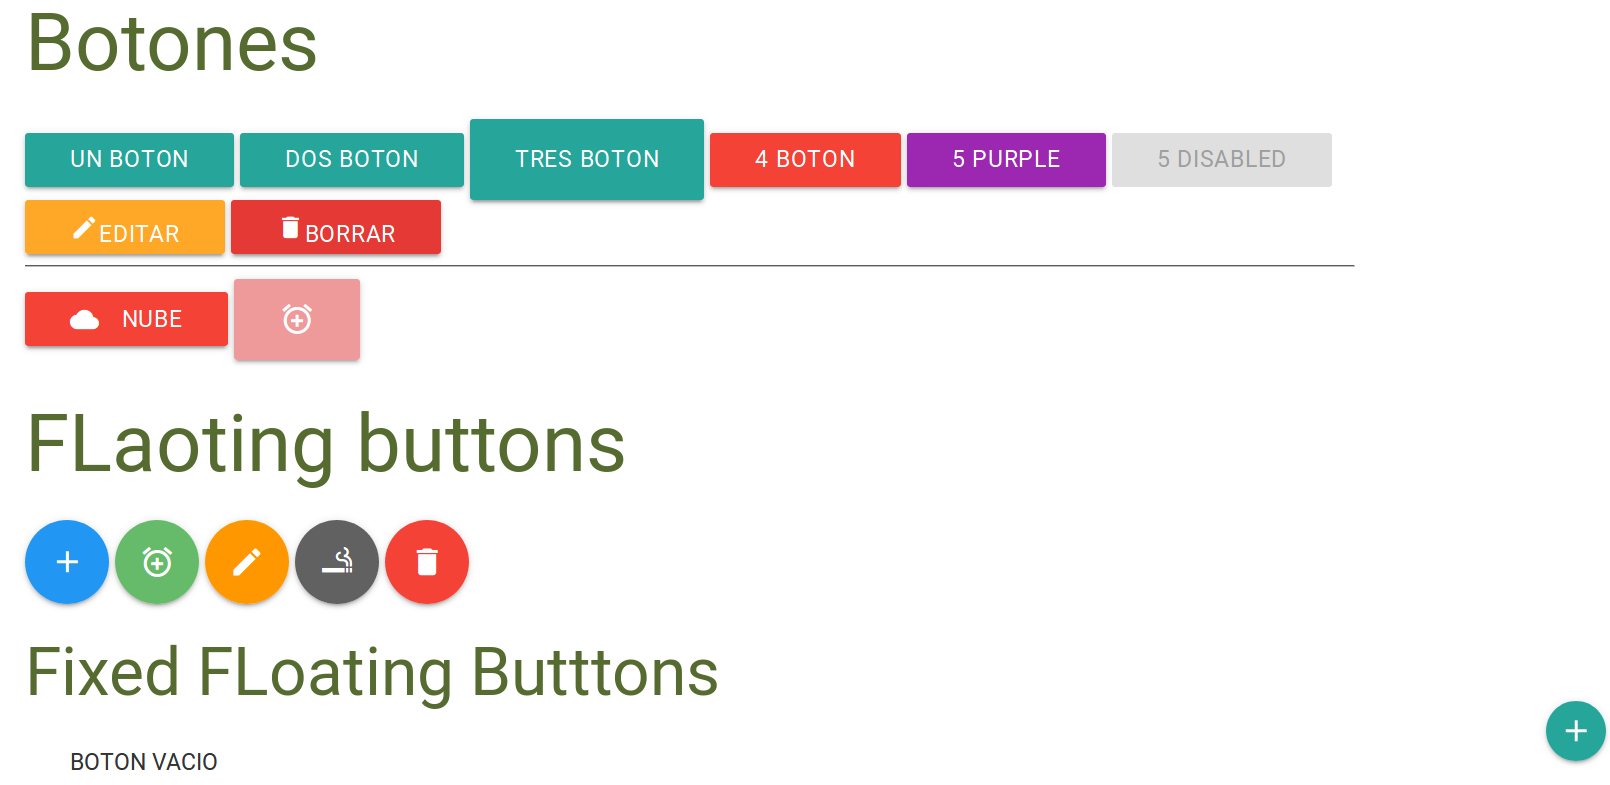 Botones
UN BOTON DOS BOTON TRES BOTON 4 BOTON 5 PURPLE 5 DISABLED
EDITAR BORRAR
NUBE
FLaoting buttons
Fixed FLoating Butttons
BOTON VACIO